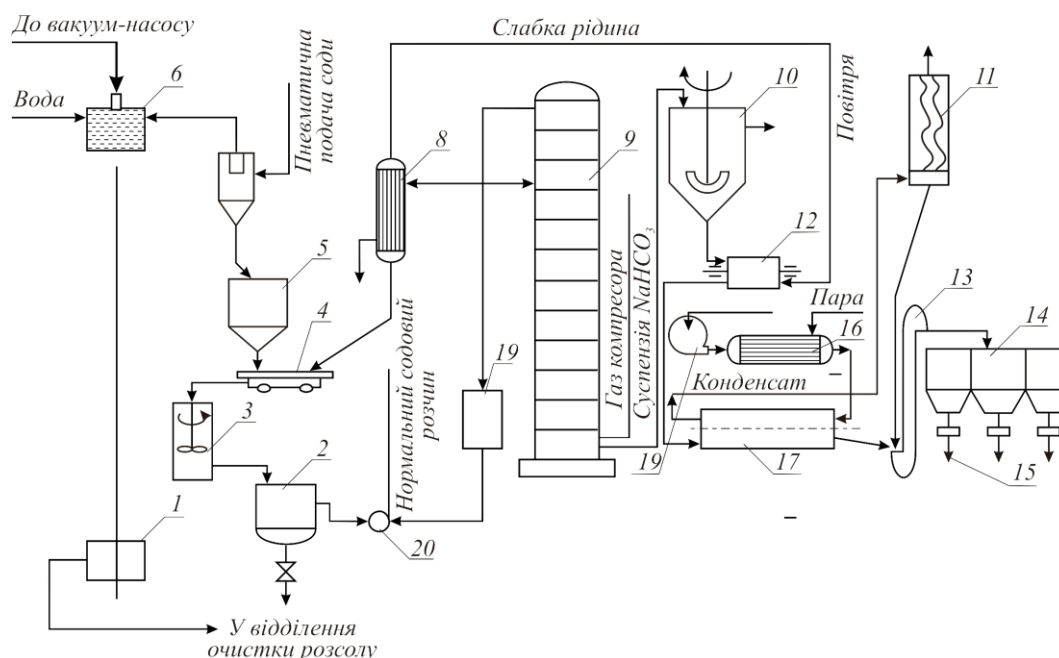 До вакуум-насосу
6
Вода
Пневматична
подача соди
Слабка рідина
8
9
10
Повітря
11
5
4
3
2
1
19
Нормальний содовий
розчин
20
Газ компресора
Суспензія NaHCO₃
12
Пара
16
19
Конденсат
17
13
14
15
У відділення
очистки розсолу